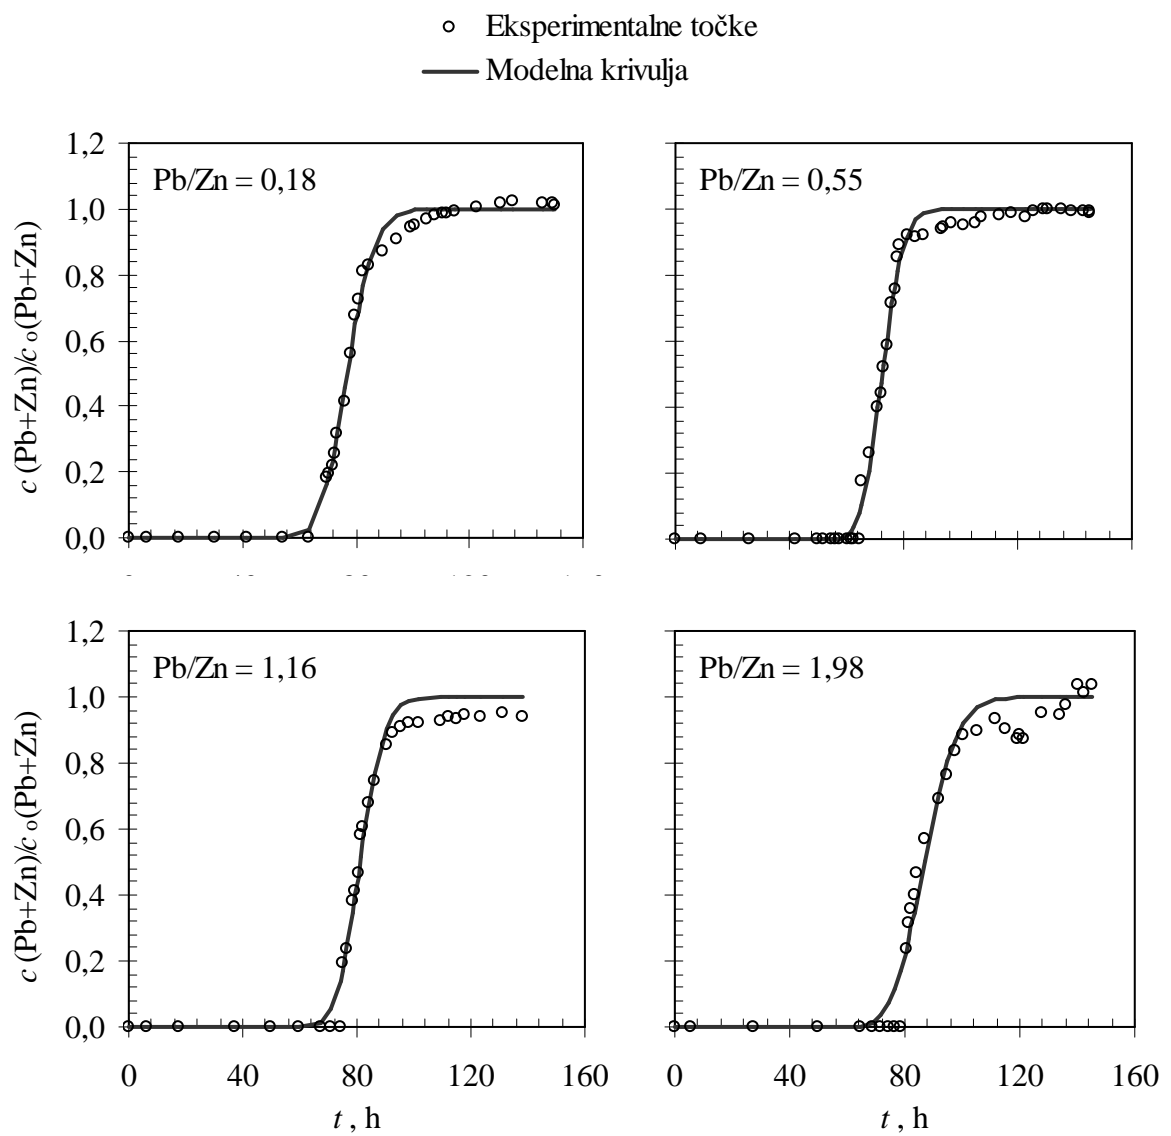 Eksperimentalne točke
Modelna krivulja
1,2
1,0
0,8
0,6
0,4
0,2
0,0
c (Pb+Zn)/c o(Pb+Zn)
Pb/Zn = 0,18
Pb/Zn = 0,55
1,2
1,0
0,8
0,6
0,4
0,2
0,0
c (Pb+Zn)/c o(Pb+Zn)
Pb/Zn = 1,16
Pb/Zn = 1,98
0 40 80 120 160
0 40 80 120 160
t , h
t , h